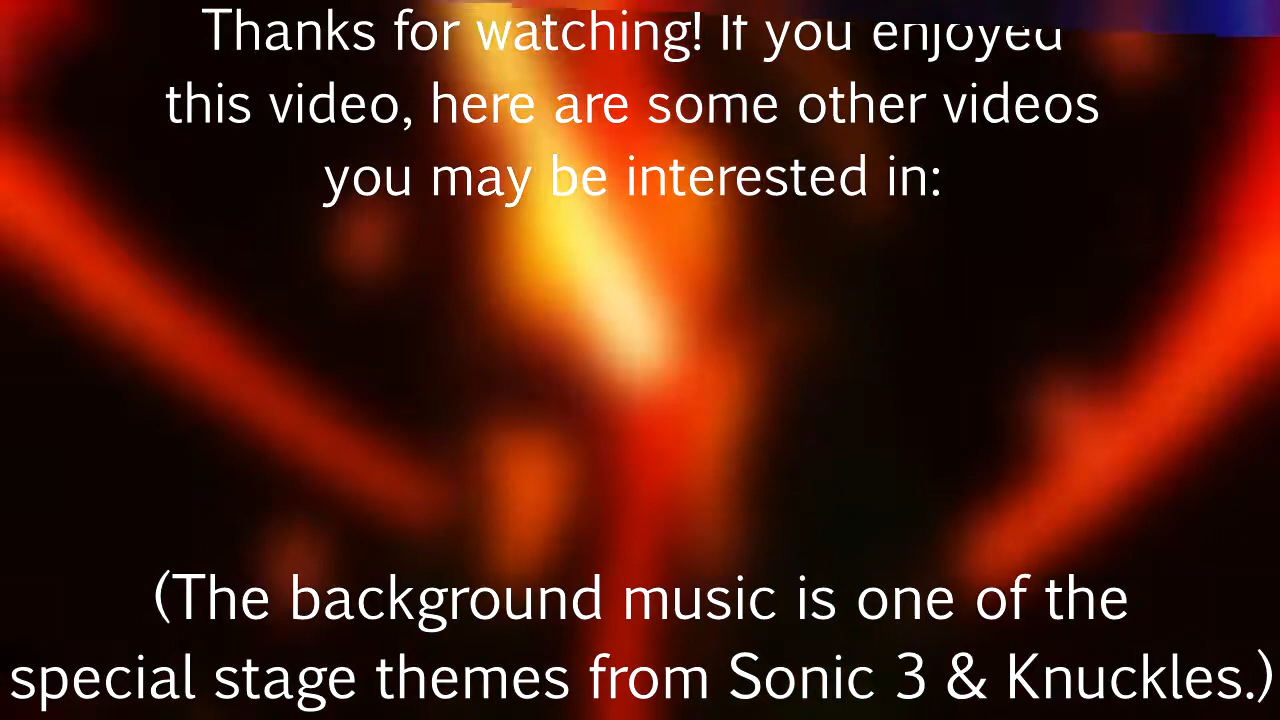 Thanks for watching! If you enjoyed
this video, here are some other videos
you may be interested in:
(The background music is one of the
special stage themes from Sonic 3 & Knuckles.)